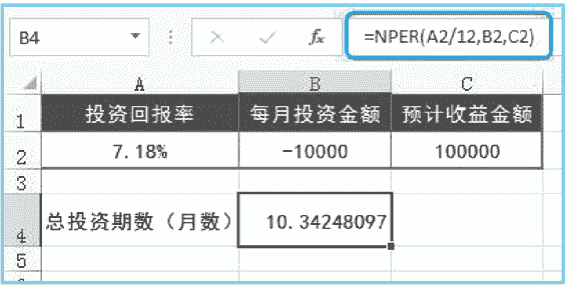 B4 fx =NPER(A2/12,B2,C2)
A B C
1 投资回报率 每月投资金额 预计收益金额
2 7.18% -10000 100000
3
4 总投资期数（月数） 10.34248097
5